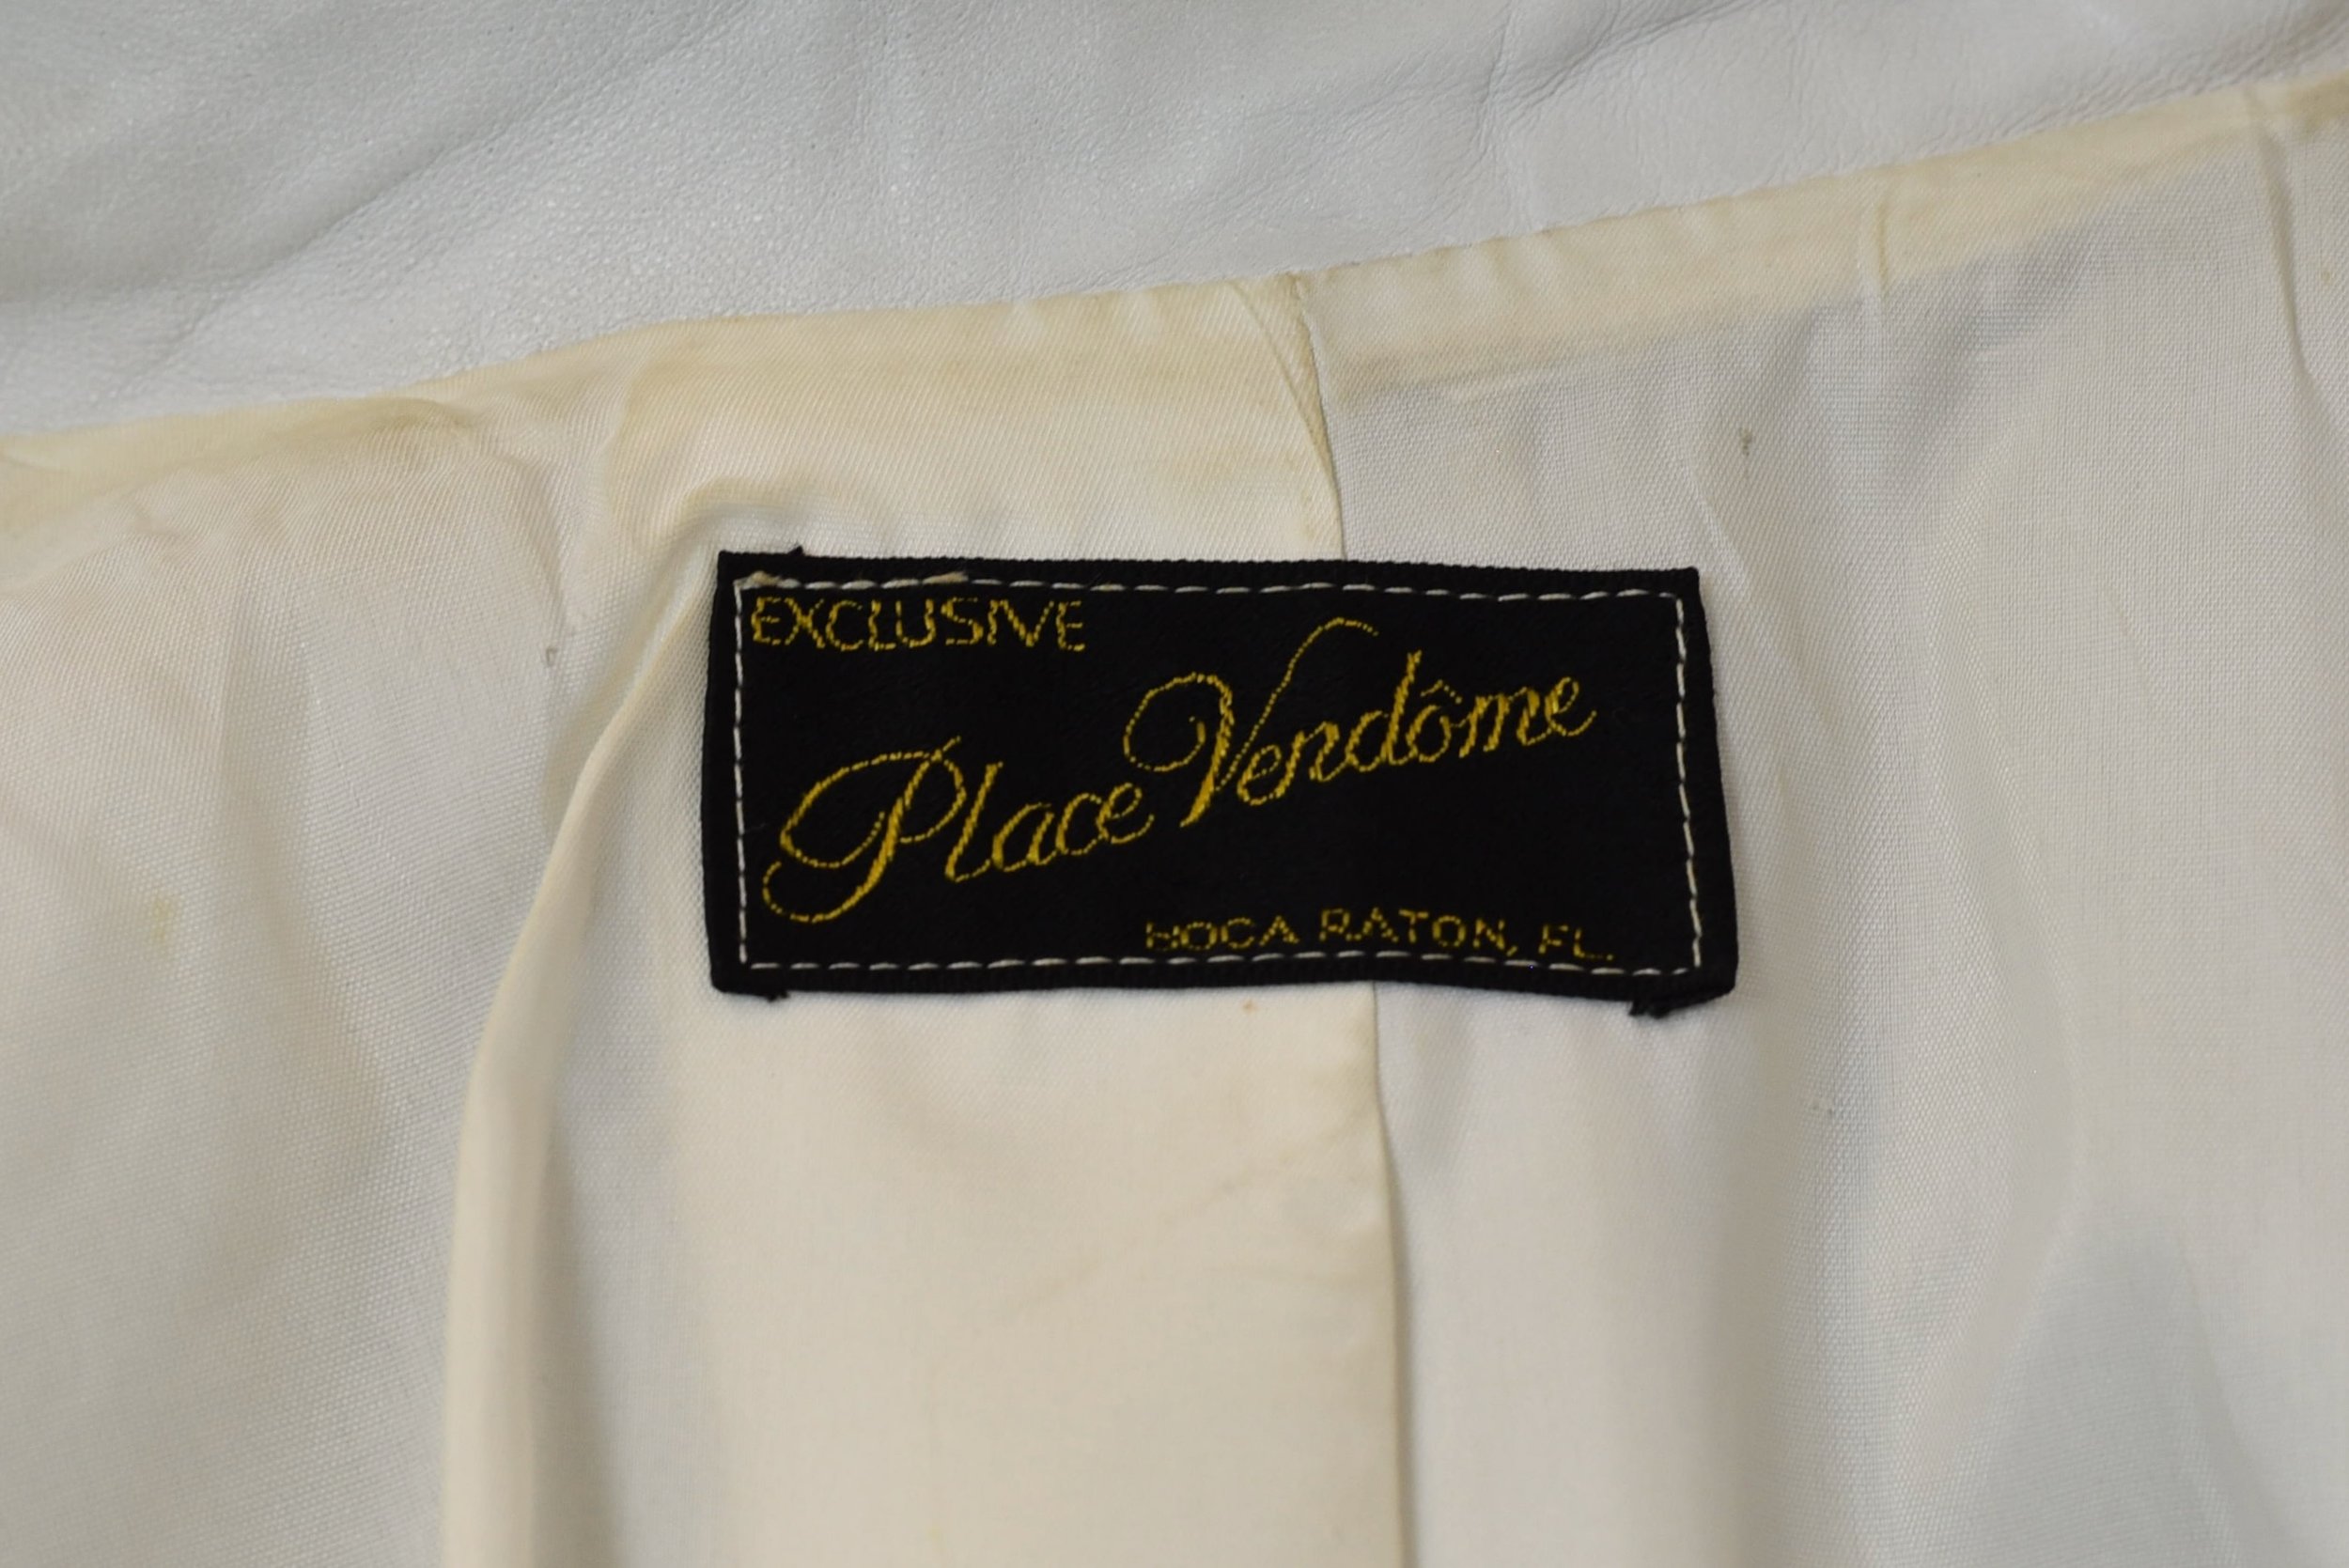 EXCLUSIVE
Place Vendôme
BOCA RATON, FL.